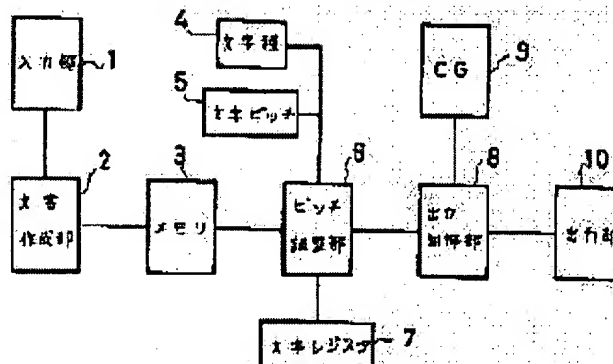 4
文字種
入力部
1
CG
9
5
文字ピッチ
2
3
6
8
10
文書
作成部
メモリ
ピッチ
調整部
出力
制御部
出力部
文字レジスタ
7